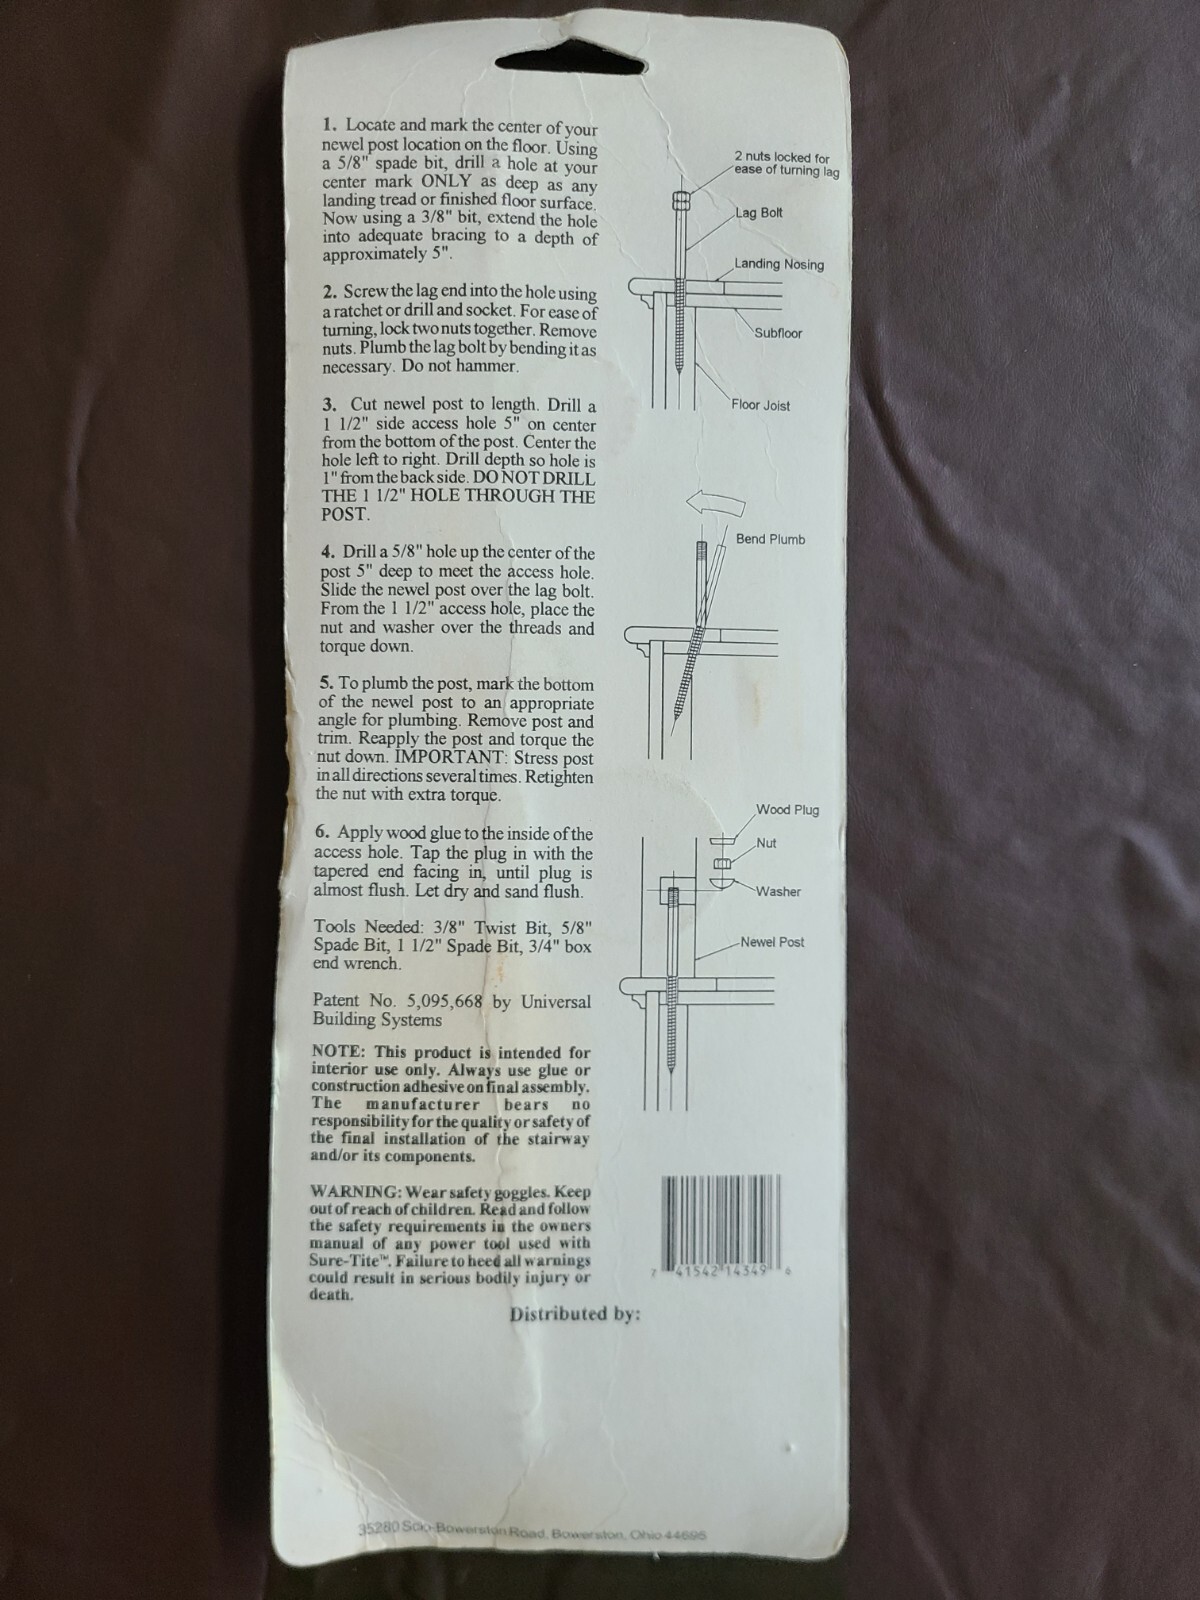 1. Locate and mark the center of your
newel post location on the floor. Using
a 5/8" spade bit, drill a hole at your
center mark ONLY as deep as any
landing tread or finished floor surface.
Now using a 3/8" bit, extend the hole
into adequate bracing to a depth of
approximately 5".
2. Screw the lag end into the hole using
a ratchet or drill and socket. For ease of
turning, lock two nuts together. Remove
nuts. Plumb the lag bolt by bending it as
necessary. Do not hammer.
3. Cut newel post to length. Drill a
1 1/2" side access hole 5" on center
from the bottom of the post. Center the
hole left to right. Drill depth so hole is
1" from the back side. DO NOT DRILL
THE 1 1/2" HOLE THROUGH THE
POST.
4. Drill a 5/8" hole up the center of the
post 5" deep to meet the access hole.
Slide the newel post over the lag bolt.
From the 1 1/2" access hole, place the
nut and washer over the threads and
torque down.
5. To plumb the post, mark the bottom
of the newel post to an appropriate
angle for plumbing. Remove post and
trim. Reapply the post and torque the
nut down. IMPORTANT: Stress post
in all directions several times. Retighten
the nut with extra torque.
6. Apply wood glue to the inside of the
access hole. Tap the plug in with the
tapered end facing in, until plug is
almost flush. Let dry and sand flush.
Tools Needed: 3/8" Twist Bit, 5/8"
Spade Bit, 1 1/2" Spade Bit, 3/4" box
end wrench.
Patent No. 5,095,668 by Universal
Building Systems
NOTE: This product is intended for
interior use only. Always use glue or
construction adhesive on final assembly.
The manufacturer bears no
responsibility for the quality or safety of
the final installation of the stairway
and/or its components.
WARNING: Wear safety goggles. Keep
out of reach of children. Read and follow
the safety requirements in the owners
manual of any power tool used with
Sure-Tite™. Failure to heed all warnings
could result in serious bodily injury or
death.
Distributed by:
2 nuts locked for
ease of turning lag
Lag Bolt
Landing Nosing
Subfloor
Floor Joist
Bend Plumb
Wood Plug
Nut
Washer
Newel Post
7 41542 14349 6
35280 Scio-Bowerston Road, Bowerston, Ohio 44695